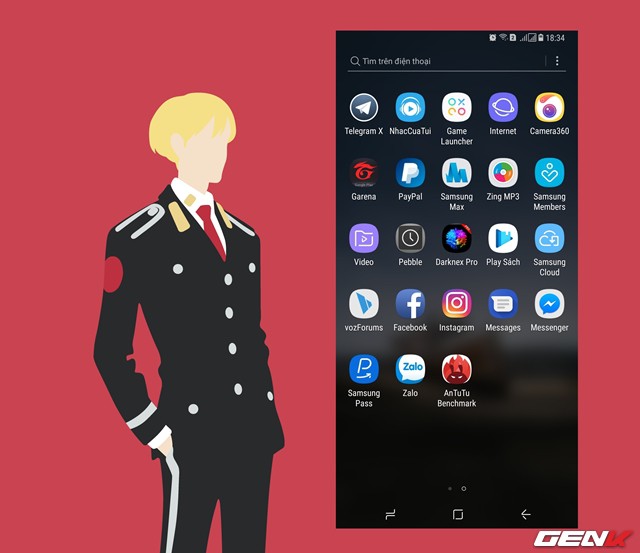 18:34
Tìm trên điện thoại
Telegram X NhacCuaTui Game Launcher Internet Camera360
Garena PayPal Samsung Max Zing MP3 Samsung Members
Video Pebble Darknex Pro Play Sách Samsung Cloud
vozForums Facebook Instagram Messages Messenger
Samsung Pass Zalo AnTuTu Benchmark
Zalo
GENK